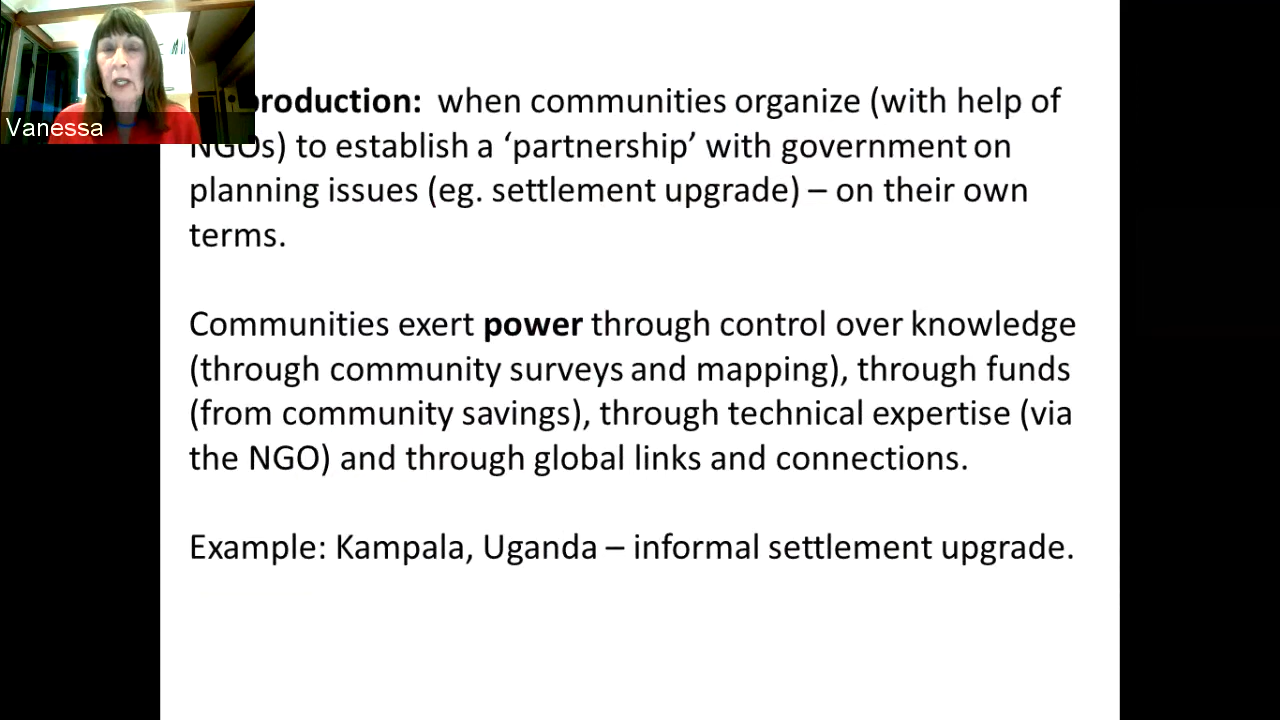 Vanessa
production: when communities organize (with help of
NGOs) to establish a ‘partnership’ with government on
planning issues (eg. settlement upgrade) – on their own
terms.
Communities exert power through control over knowledge
(through community surveys and mapping), through funds
(from community savings), through technical expertise (via
the NGO) and through global links and connections.
Example: Kampala, Uganda – informal settlement upgrade.